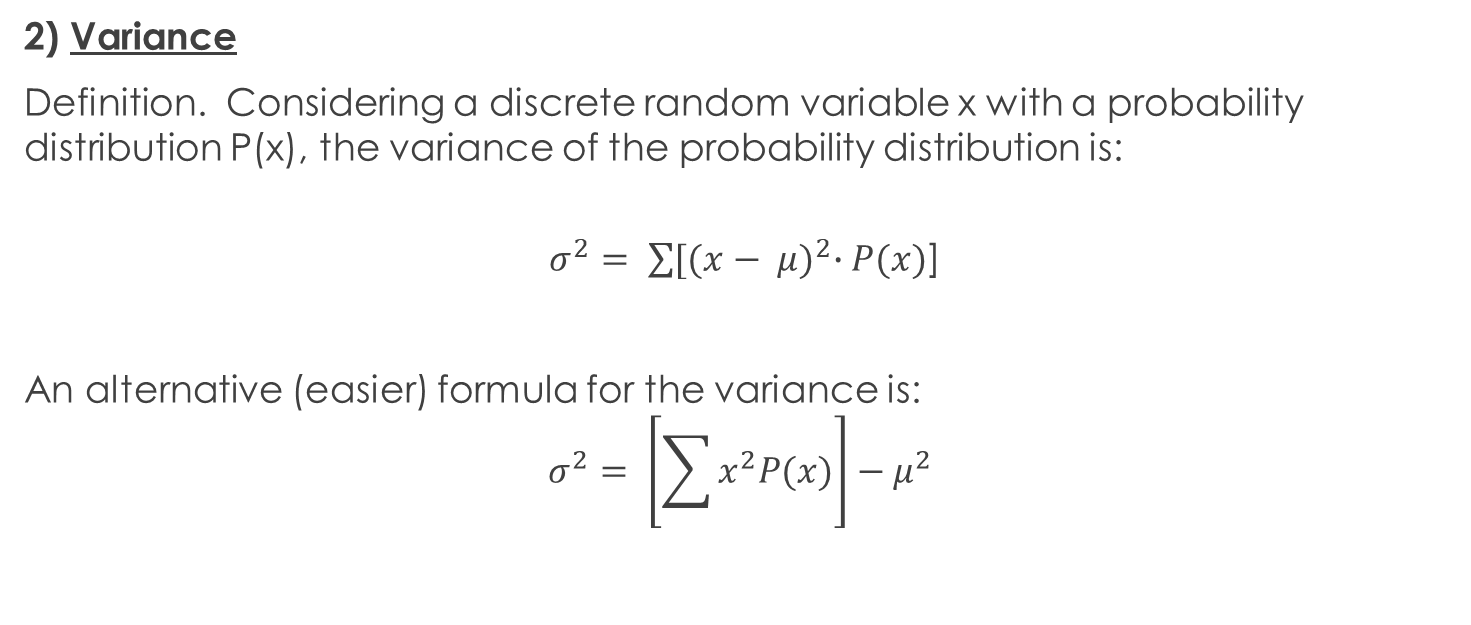 2) Variance
Definition.  Considering a discrete random variable x with a probability
distribution P(x), the variance of the probability distribution is:
σ² = Σ[(x − μ)²· P(x)]
An alternative (easier) formula for the variance is:
σ² = [∑ x²P(x)] − μ²